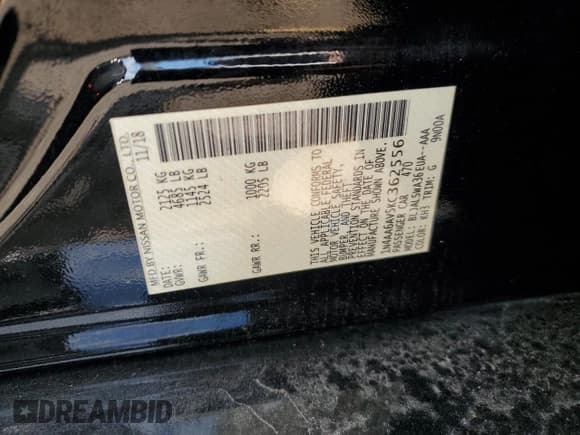 MFD BY NISSAN MOTOR CO., LTD.
DATE: 11/18
GVWR: 2125 KG
4685 LB
GAWR FR.: 1145 KG
2524 LB
GAWR RR.: 1000 KG
2205 LB
THIS VEHICLE CONFORMS TO
ALL APPLICABLE FEDERAL
MOTOR VEHICLE SAFETY,
BUMPER, AND THEFT
PREVENTION STANDARDS IN
EFFECT ON THE DATE OF
MANUFACTURE SHOWN ABOVE.
1N4AA6AV5KC362556
PASSENGER CAR 470
COLOR: KH3 TRIM: G 9N00A
DREAMBID